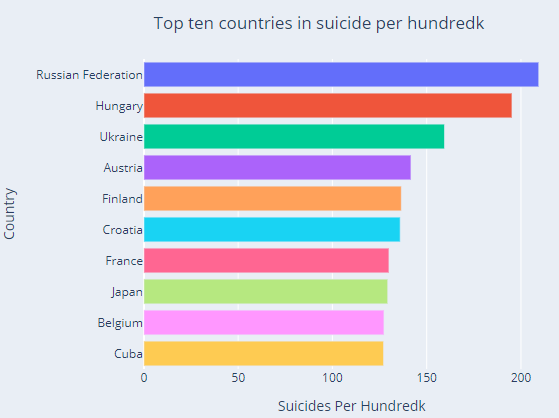 Top ten countries in suicide per hundredk
Country
Russian Federation
Hungary
Ukraine
Austria
Finland
Croatia
France
Japan
Belgium
Cuba
0 50 100 150 200
Suicides Per Hundredk